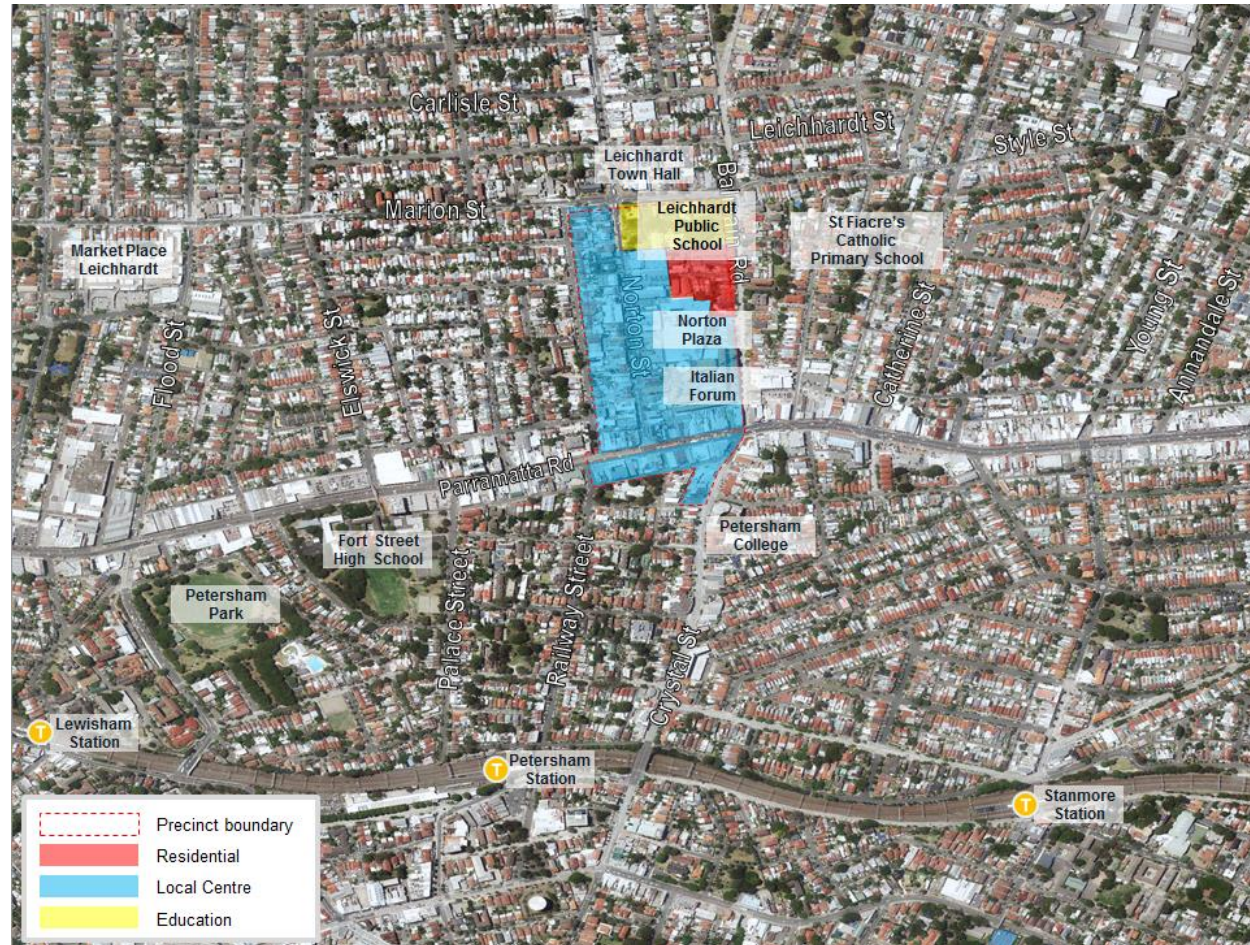 Carlisle St
Leichhardt St
Style St
Leichhardt
Town Hall
Marion St
Leichhardt
Public
School
St Fiacre's
Catholic
Primary School
Market Place
Leichhardt
Norton St
Norton
Plaza
Italian
Forum
Flood St
Elswick St
Catherine St
Young St
Annandale St
Parramatta Rd
Fort Street
High School
Petersham
College
Petersham
Park
Palace Street
Railway Street
Crystal St
T Lewisham
Station
T Petersham
Station
T Stanmore
Station
Precinct boundary
Residential
Local Centre
Education